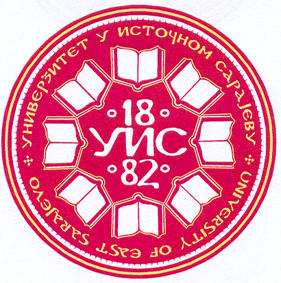 УНИВЕРЗИТЕТ У ИСТОЧНОМ САРАЈЕВУ
UNIVERSITY OF EAST SARAJEVO
18
УИС
82